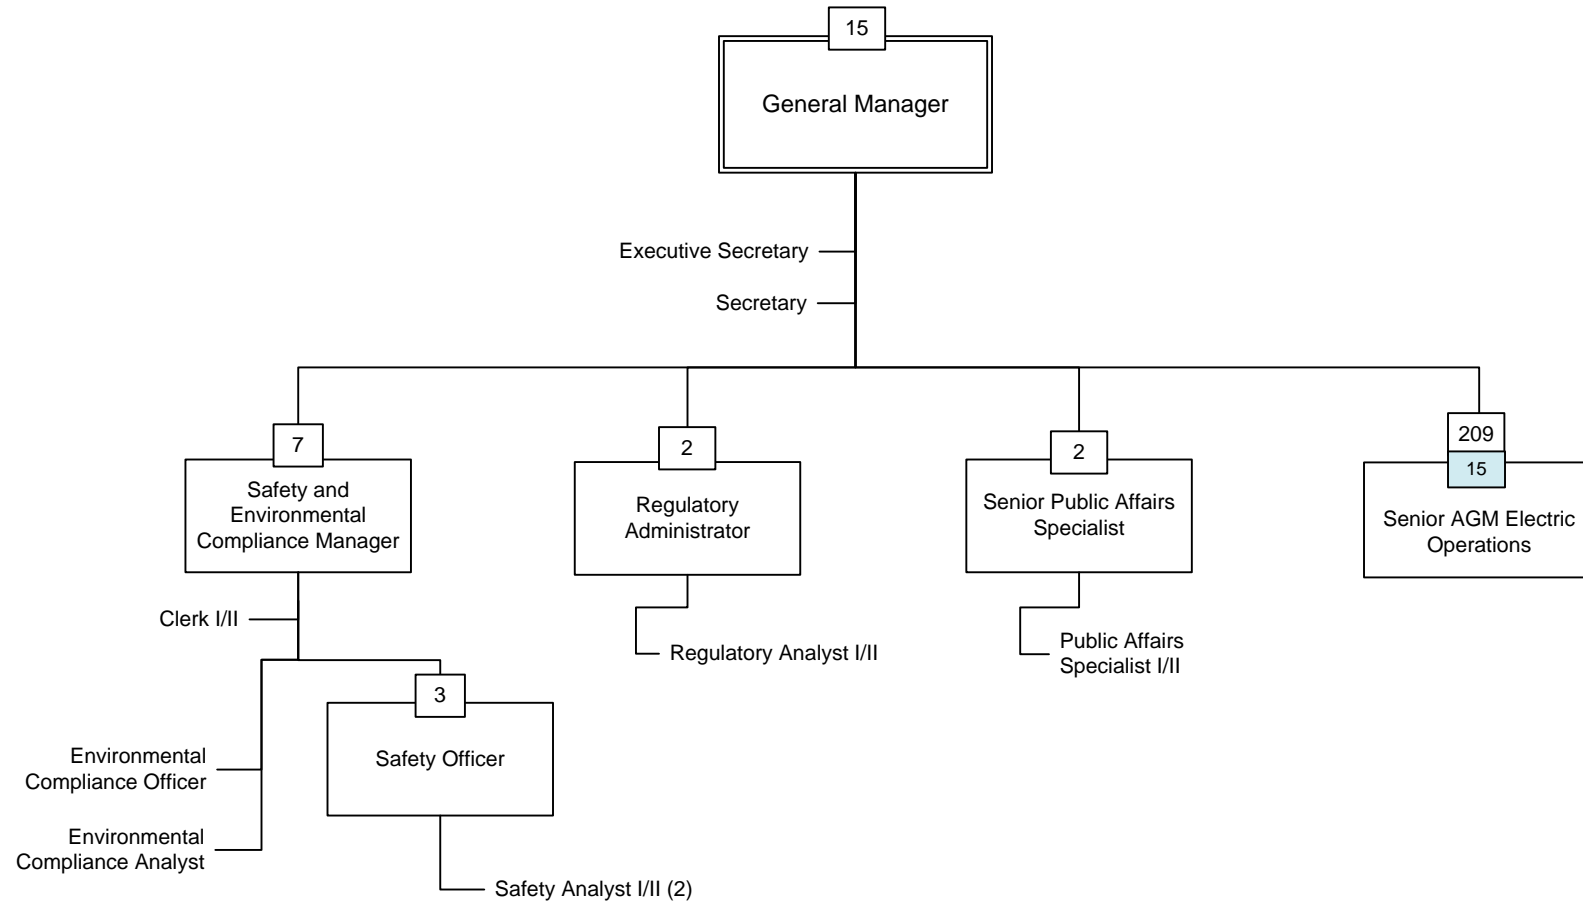 15
General Manager
Executive Secretary
Secretary
7
Safety and
Environmental
Compliance Manager
2
Regulatory
Administrator
2
Senior Public Affairs
Specialist
209
15
Senior AGM Electric
Operations
Clerk I/II
Regulatory Analyst I/II
Public Affairs
Specialist I/II
3
Safety Officer
Environmental
Compliance Officer
Environmental
Compliance Analyst
Safety Analyst I/II (2)